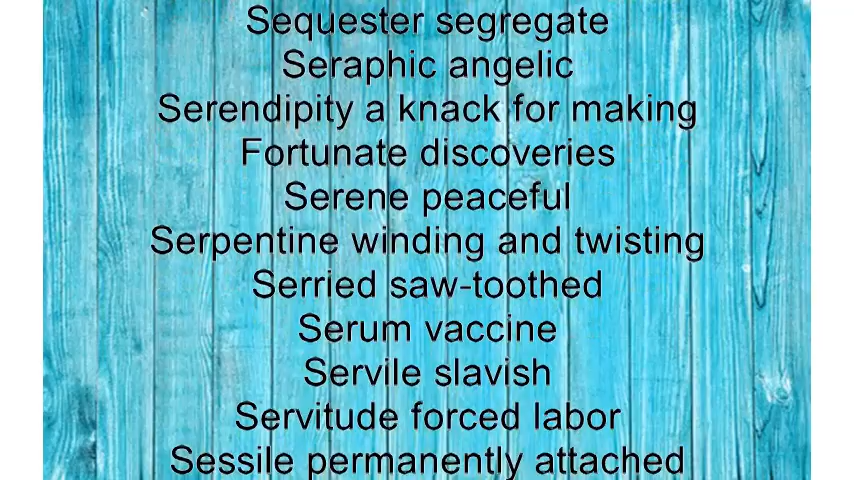 Sequester segregate
Seraphic angelic
Serendipity a knack for making
Fortunate discoveries
Serene peaceful
Serpentine winding and twisting
Serried saw-toothed
Serum vaccine
Servile slavish
Servitude forced labor
Sessile permanently attached